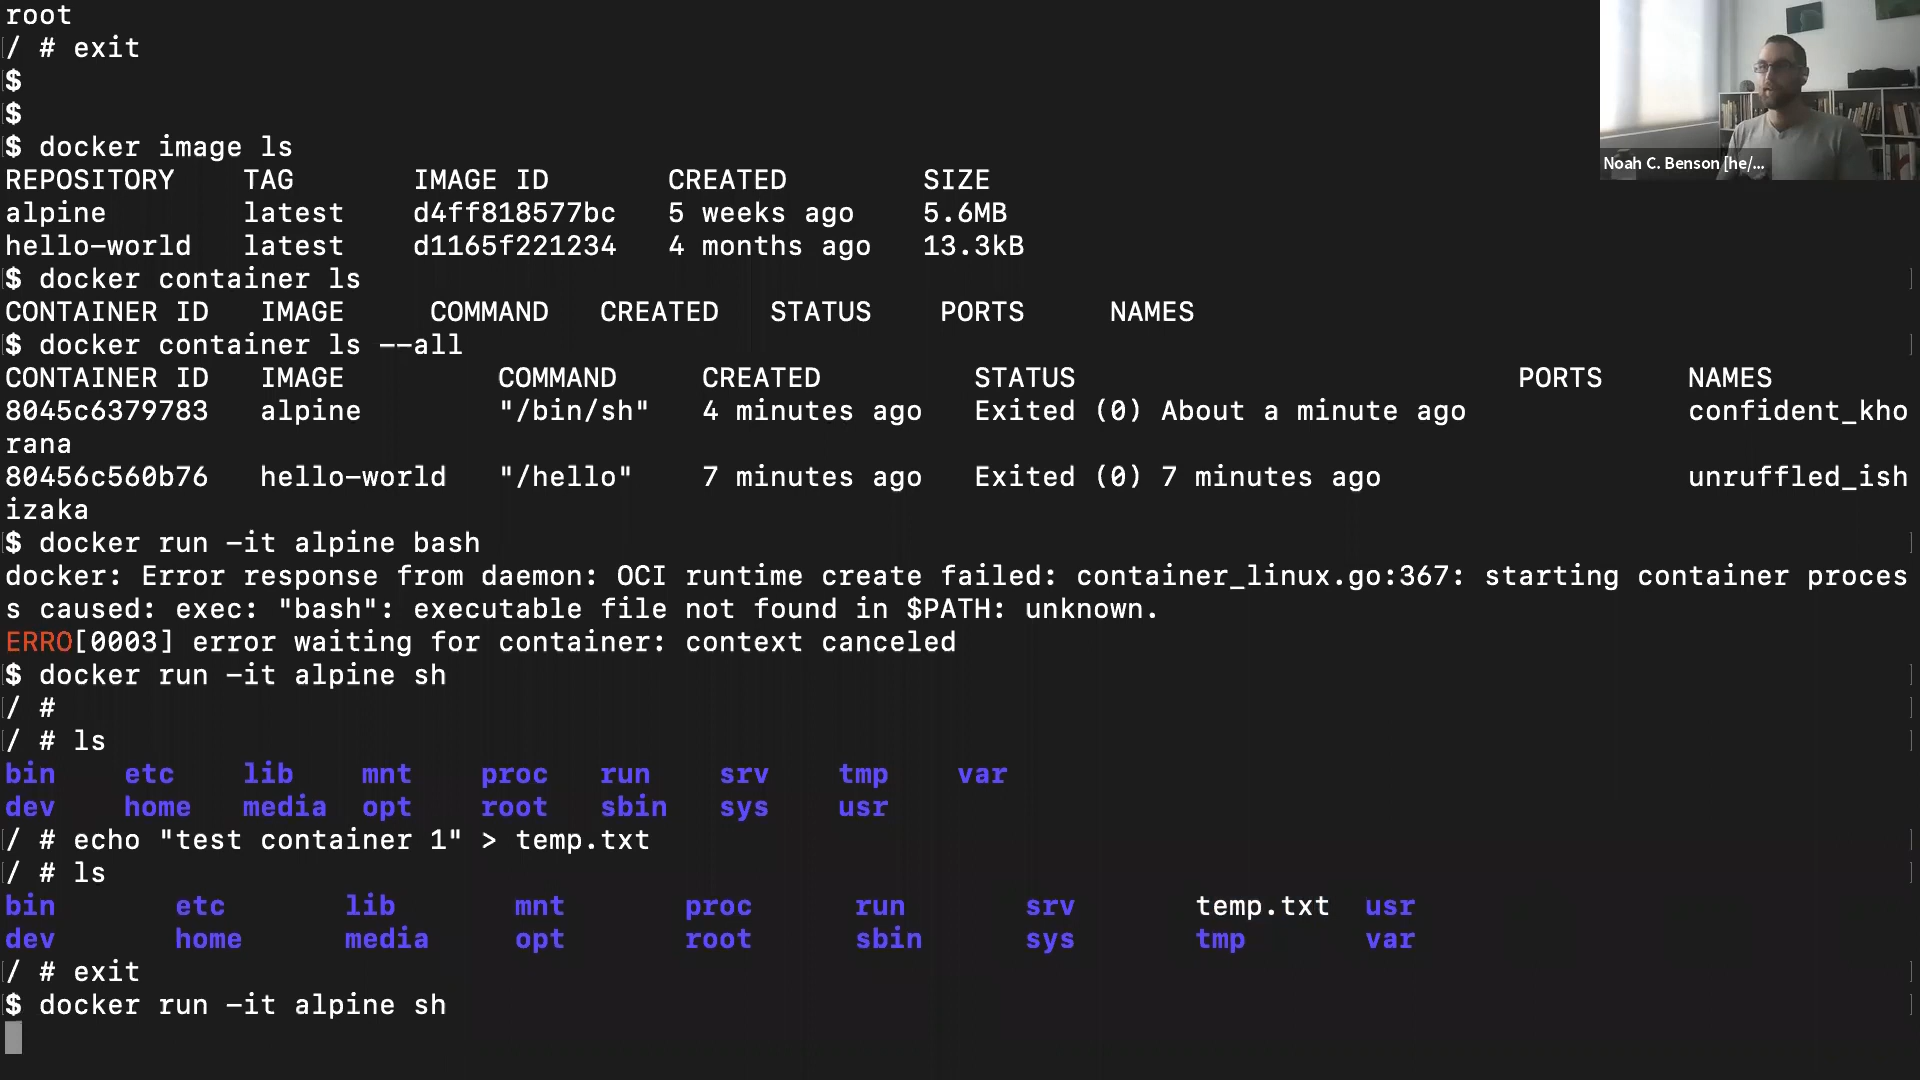 root
/ # exit
$
$
$ docker image ls
REPOSITORY TAG IMAGE ID CREATED SIZE
alpine latest d4ff818577bc 5 weeks ago 5.6MB
hello-world latest d1165f221234 4 months ago 13.3kB
$ docker container ls
CONTAINER ID IMAGE COMMAND CREATED STATUS PORTS NAMES
$ docker container ls --all
CONTAINER ID IMAGE COMMAND CREATED STATUS PORTS NAMES
8045c6379783 alpine "/bin/sh" 4 minutes ago Exited (0) About a minute ago confident_kho
rana
80456c560b76 hello-world "/hello" 7 minutes ago Exited (0) 7 minutes ago unruffled_ish
izaka
$ docker run -it alpine bash
docker: Error response from daemon: OCI runtime create failed: container_linux.go:367: starting container proces
s caused: exec: "bash": executable file not found in $PATH: unknown.
ERRO[0003] error waiting for container: context canceled
$ docker run -it alpine sh
/ #
/ # ls
bin etc lib mnt proc run srv tmp var
dev home media opt root sbin sys usr
/ # echo "test container 1" > temp.txt
/ # ls
bin etc lib mnt proc run srv temp.txt usr
dev home media opt root sbin sys tmp var
/ # exit
$ docker run -it alpine sh
Noah C. Benson [he/...